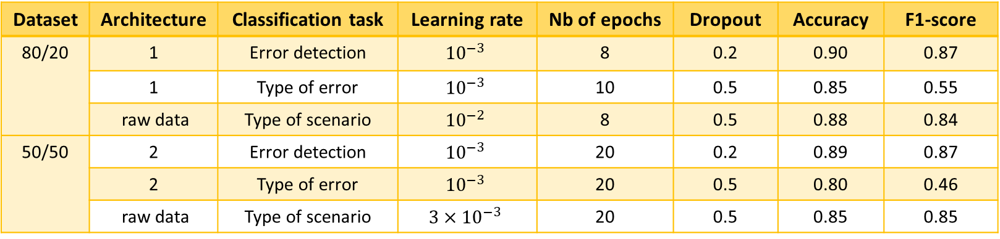 Dataset Architecture Classification task Learning rate Nb of epochs Dropout Accuracy F1-score
80/20 1 Error detection 10⁻³ 8 0.2 0.90 0.87
1 Type of error 10⁻³ 10 0.5 0.85 0.55
raw data Type of scenario 10⁻² 8 0.5 0.88 0.84
50/50 2 Error detection 10⁻³ 20 0.2 0.89 0.87
2 Type of error 10⁻³ 20 0.5 0.80 0.46
raw data Type of scenario 3 × 10⁻³ 20 0.5 0.85 0.85